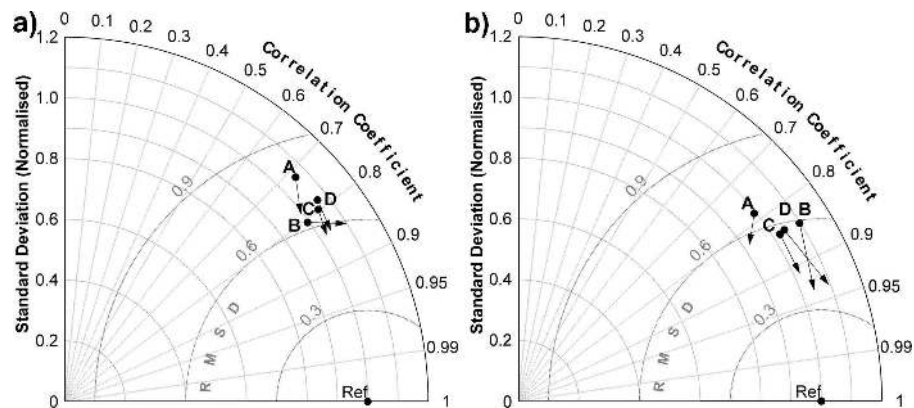 a)
0 0.1 0.2 0.3 0.4 0.5 0.6 0.7 0.8 0.9 0.95 0.99 1
Correlation Coefficient
Standard Deviation (Normalised)
1.2
1.0
0.8
0.6
0.4
0.2
0
0.9
0.6
0.3
RMSD
A
B
C
D
Ref
b)
0 0.1 0.2 0.3 0.4 0.5 0.6 0.7 0.8 0.9 0.95 0.99 1
Correlation Coefficient
Standard Deviation (Normalised)
1.2
1.0
0.8
0.6
0.4
0.2
0
0.9
0.6
0.3
RMSD
A
D
B
C
Ref